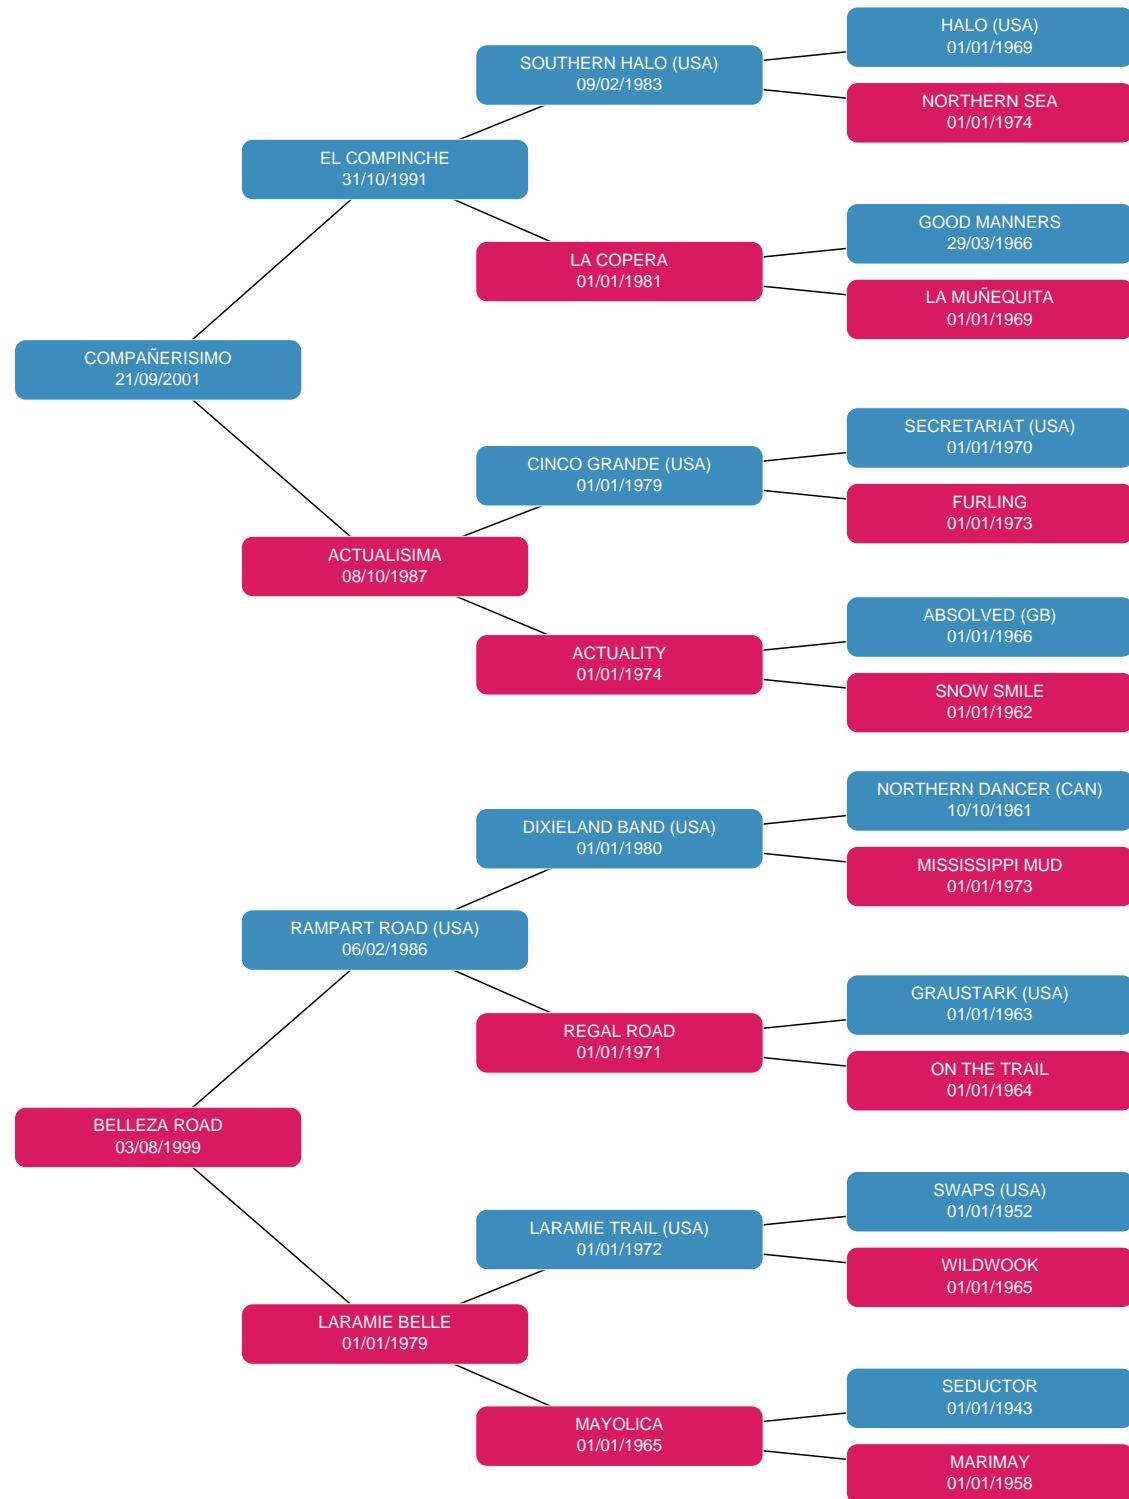 HALO (USA)
01/01/1969
SOUTHERN HALO (USA)
09/02/1983
NORTHERN SEA
01/01/1974
EL COMPINCHE
31/10/1991
GOOD MANNERS
29/03/1966
LA COPERA
01/01/1981
LA MUÑEQUITA
01/01/1969
COMPAÑERISIMO
21/09/2001
SECRETARIAT (USA)
01/01/1970
CINCO GRANDE (USA)
01/01/1979
FURLING
01/01/1973
ACTUALISIMA
08/10/1987
ABSOLVED (GB)
01/01/1966
ACTUALITY
01/01/1974
SNOW SMILE
01/01/1962
NORTHERN DANCER (CAN)
10/10/1961
DIXIELAND BAND (USA)
01/01/1980
MISSISSIPPI MUD
01/01/1973
RAMPART ROAD (USA)
06/02/1986
GRAUSTARK (USA)
01/01/1963
REGAL ROAD
01/01/1971
ON THE TRAIL
01/01/1964
BELLEZA ROAD
03/08/1999
SWAPS (USA)
01/01/1952
LARAMIE TRAIL (USA)
01/01/1972
WILDWOOK
01/01/1965
LARAMIE BELLE
01/01/1979
SEDUCTOR
01/01/1943
MAYOLICA
01/01/1965
MARIMAY
01/01/1958